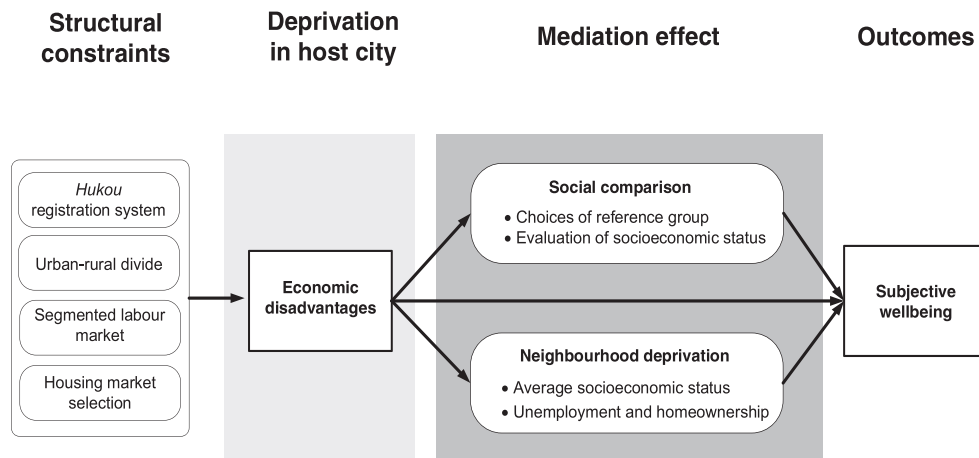 Structural
constraints
Deprivation
in host city
Mediation effect
Outcomes
Hukou
registration system
Urban-rural divide
Segmented labour
market
Housing market
selection
Economic
disadvantages
Social comparison
• Choices of reference group
• Evaluation of socioeconomic status
Neighbourhood deprivation
• Average socioeconomic status
• Unemployment and homeownership
Subjective
wellbeing